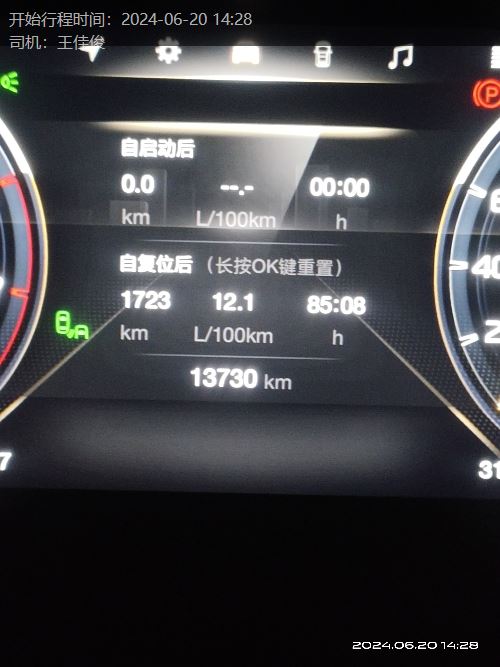 开始行程时间：2024-06-20 14:28
司机：王佳俊
自启动后
0.0 --.- 00:00
km L/100km h
自复位后 （长按OK键重置）
1723 12.1 85:08
km L/100km h
13730 km
40
31
2024.06.20 14:28